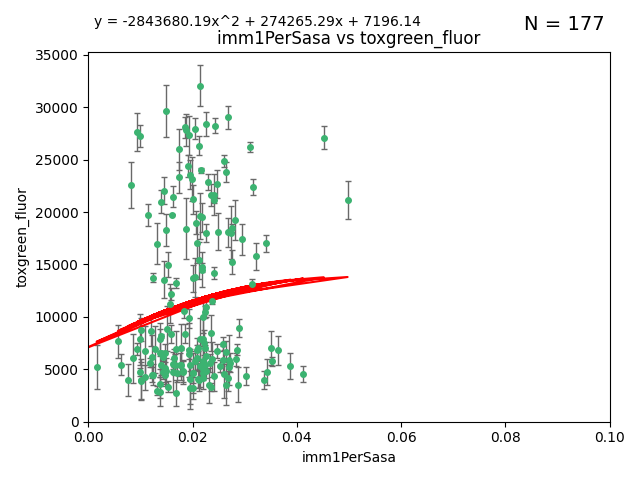 y = -2843680.19x^2 + 274265.29x + 7196.14
N = 177
imm1PerSasa vs toxgreen_fluor
35000
30000
25000
20000
15000
10000
5000
0
toxgreen_fluor
0.00 0.02 0.04 0.06 0.08 0.10
imm1PerSasa